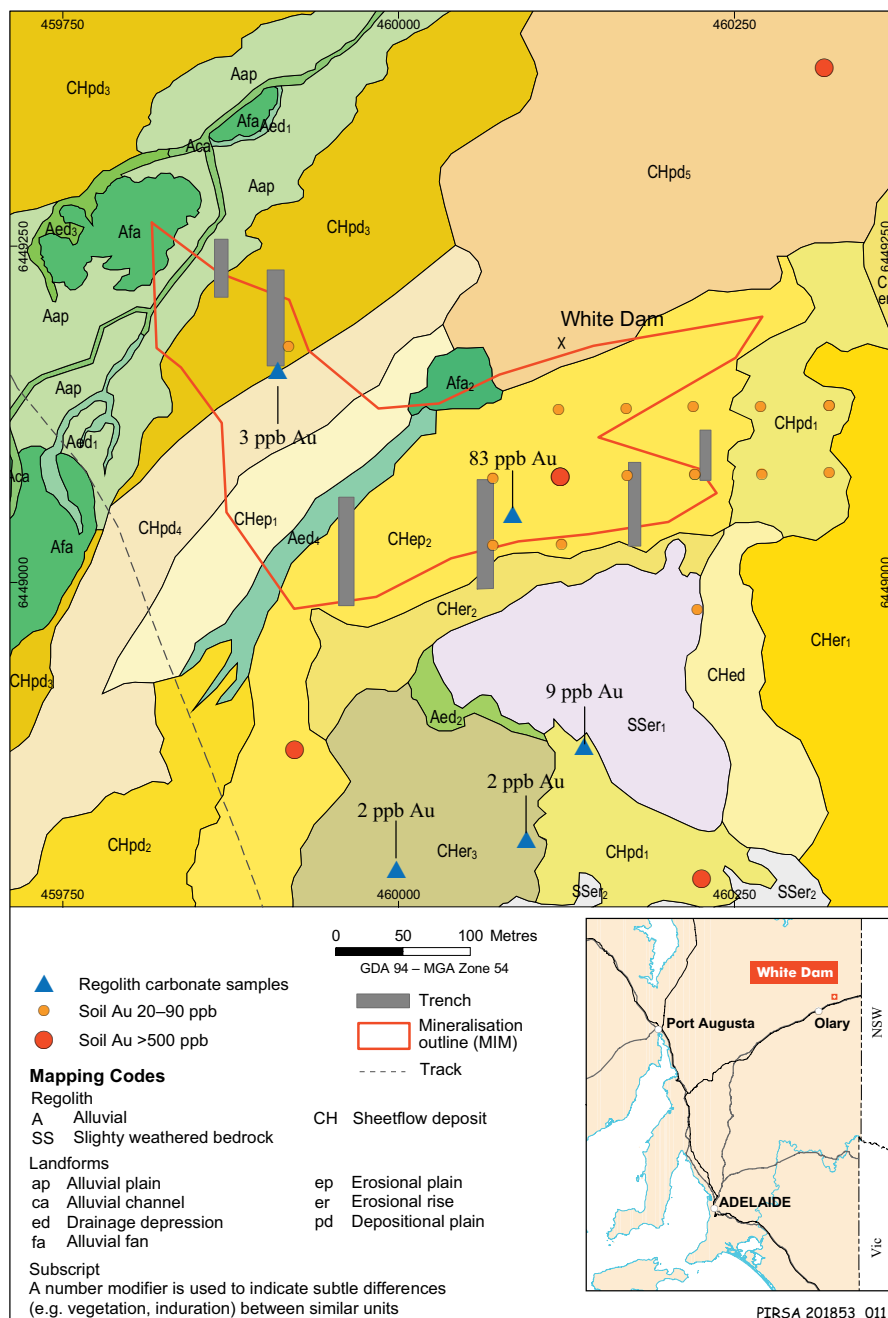 459750 460000 460250
Aap
CHpd3
Afa Aed1
Aca
Aap
CHpd5
Aed3 Afa
CHpd3
6449250 6449250
C
er
Aap
White Dam
x
Afa2
Aap
3 ppb Au
Aed1
CHpd1
83 ppb Au
Aca
CHpd4
CHep1
Aed4
CHep2
Afa
6449000 6449000
CHer2
CHer1
CHpd3
CHed
9 ppb Au
Aed2
SSer1
2 ppb Au
2 ppb Au
CHpd2
CHer3
CHpd1
SSer2
SSer2
459750 460000 460250
0 50 100 Metres
GDA 94 – MGA Zone 54
Regolith carbonate samples
Soil Au 20–90 ppb
Soil Au >500 ppb
Trench
Mineralisation
outline (MIM)
Track
Mapping Codes
Regolith
A Alluvial
SS Slighty weathered bedrock
CH Sheetflow deposit
Landforms
ap Alluvial plain
ca Alluvial channel
ed Drainage depression
fa Alluvial fan
ep Erosional plain
er Erosional rise
pd Depositional plain
Subscript
A number modifier is used to indicate subtle differences
(e.g. vegetation, induration) between similar units
White Dam
Port Augusta
Olary
NSW
ADELAIDE
Vic
PIRSA 201853_011